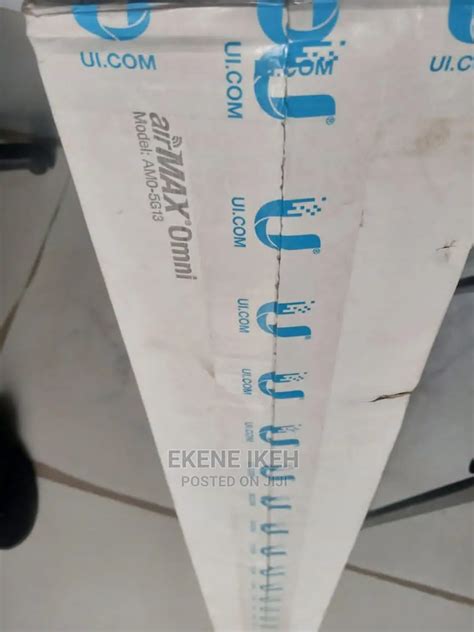 UI.COM
UI.COM
UI.COM
airMAX® Omni
Model: AMO-5G13
UI.COM
UI.COM
UI.COM
EKENE IKEH
POSTED ON JIJI